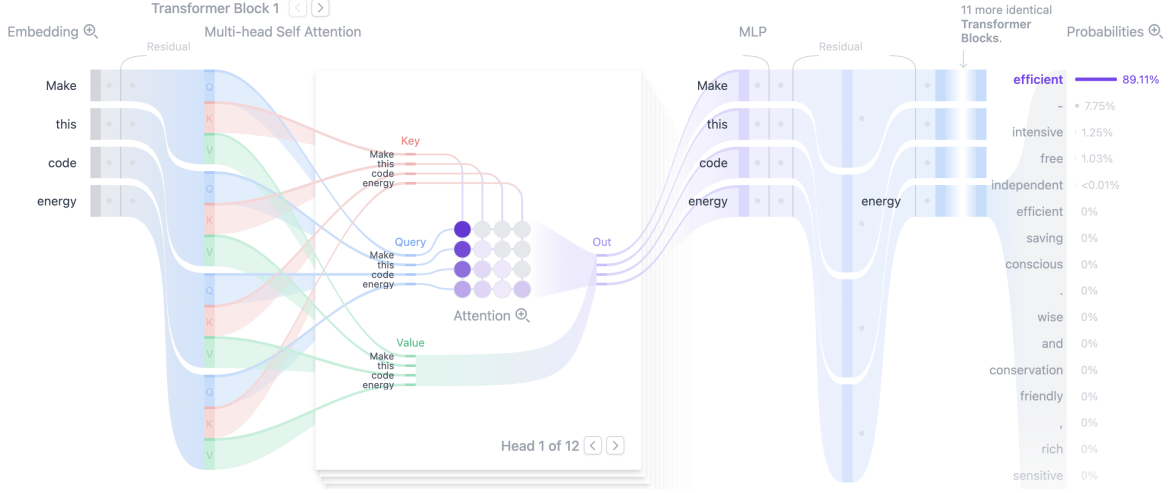 Transformer Block 1 < >
11 more identical
Transformer
Blocks.
Embedding
Residual
Multi-head Self Attention
MLP
Residual
Probabilities
Make
this
code
energy
Q
K
V
Q
K
V
Q
K
V
Q
K
V
Key
Make
this
code
energy
Query
Make
this
code
energy
Attention
Out
Value
Make
this
code
energy
Head 1 of 12 < >
Make
this
code
energy
energy
efficient 89.11%
- 7.75%
intensive 1.25%
free 1.03%
independent <0.01%
efficient 0%
saving 0%
conscious 0%
. 0%
wise 0%
and 0%
conservation 0%
friendly 0%
, 0%
rich 0%
sensitive 0%